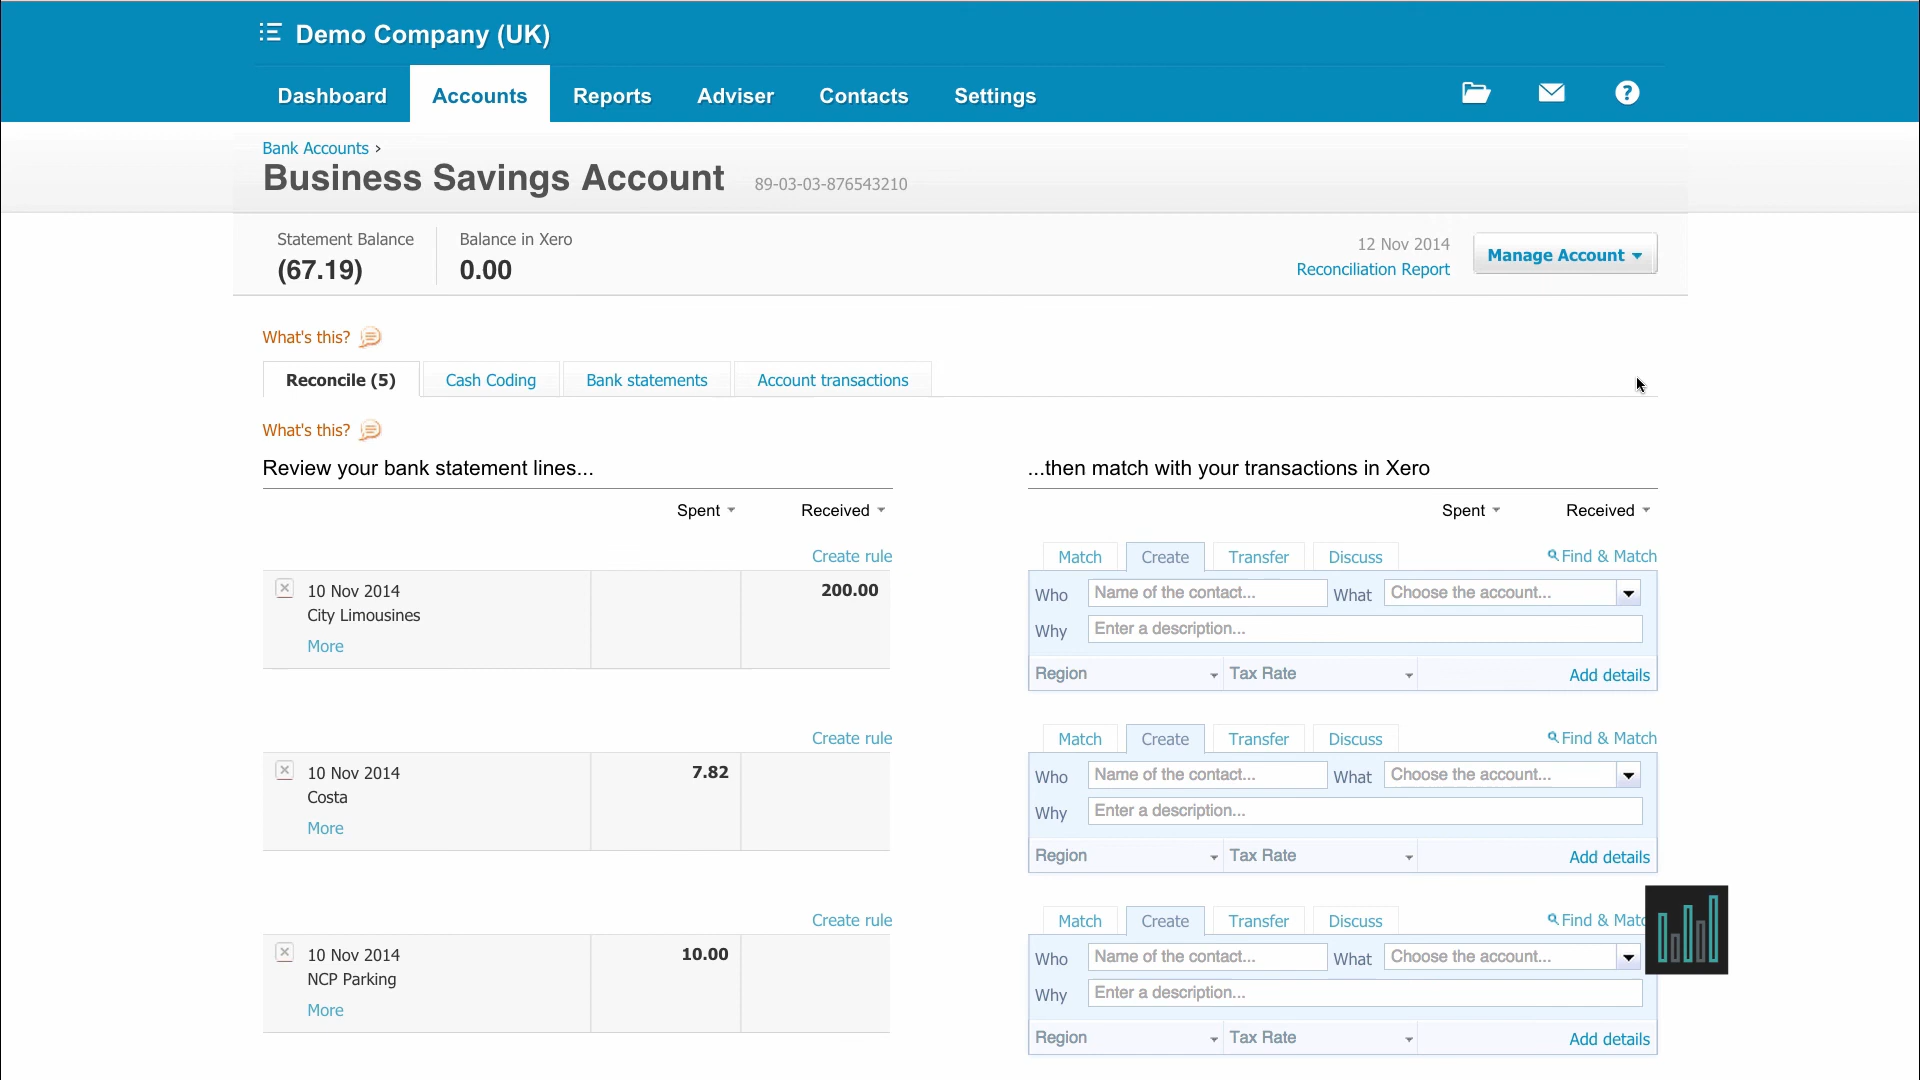 Demo Company (UK)
Dashboard Accounts Reports Adviser Contacts Settings ?
Bank Accounts ›
Business Savings Account 89-03-03-876543210
Statement Balance Balance in Xero
(67.19) 0.00
12 Nov 2014
Reconciliation Report
Manage Account
What's this?
Reconcile (5) Cash Coding Bank statements Account transactions
What's this?
Review your bank statement lines... ...then match with your transactions in Xero
Spent Received Spent Received
Create rule Match Create Transfer Discuss Find & Match
10 Nov 2014 200.00 Who Name of the contact... What Choose the account...
City Limousines Why Enter a description...
More
Region Tax Rate Add details
Create rule Match Create Transfer Discuss Find & Match
10 Nov 2014 7.82 Who Name of the contact... What Choose the account...
Costa Why Enter a description...
More
Region Tax Rate Add details
Create rule Match Create Transfer Discuss Find & Matc
10 Nov 2014 10.00 Who Name of the contact... What Choose the account...
NCP Parking Why Enter a description...
More
Region Tax Rate Add details